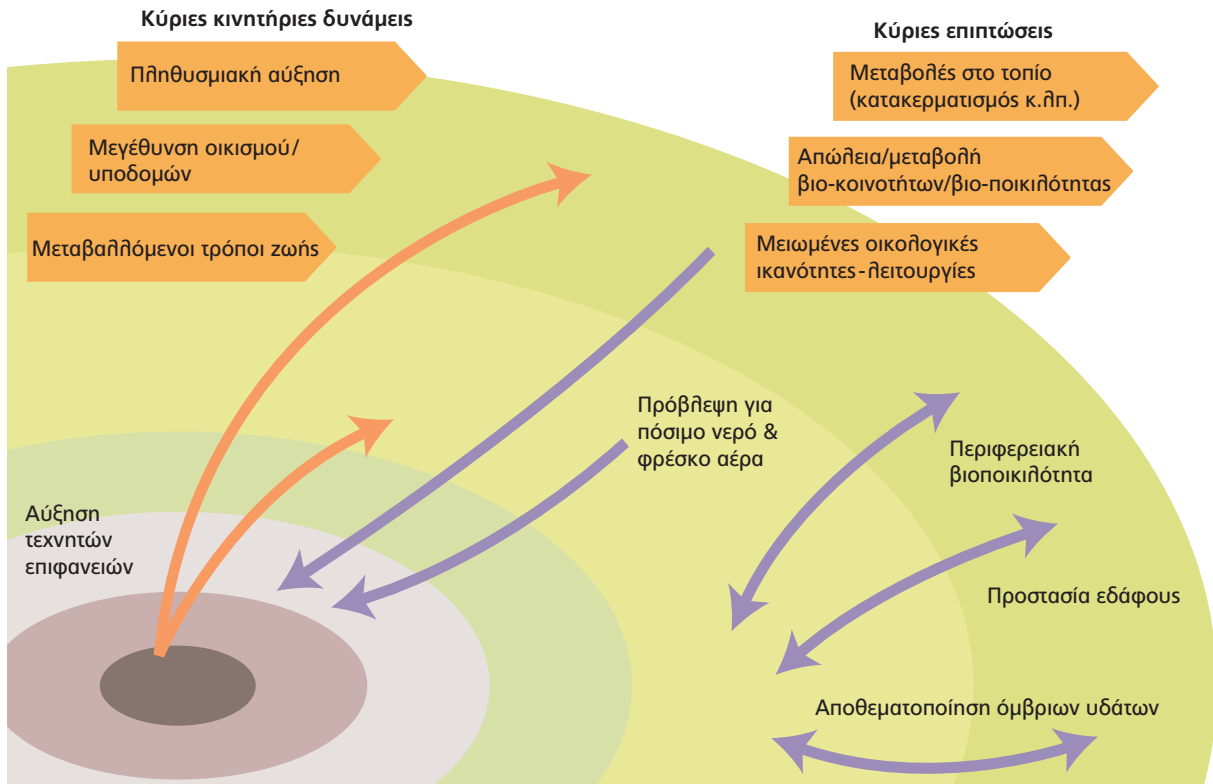 Κύριες κινητήριες δυνάμεις
Πληθυσμιακή αύξηση
Μεγέθυνση οικισμού/
υποδομών
Μεταβαλλόμενοι τρόποι ζωής
Κύριες επιπτώσεις
Μεταβολές στο τοπίο
(κατακερματισμός κ.λπ.)
Απώλεια/μεταβολή
βιο-κοινοτήτων/βιο-ποικιλότητας
Μειωμένες οικολογικές
ικανότητες-λειτουργίες
Πρόβλεψη για
πόσιμο νερό &
φρέσκο αέρα
Περιφερειακή
βιοποικιλότητα
Αύξηση
τεχνητών
επιφανειών
Προστασία εδάφους
Αποθεματοποίηση όμβριων υδάτων